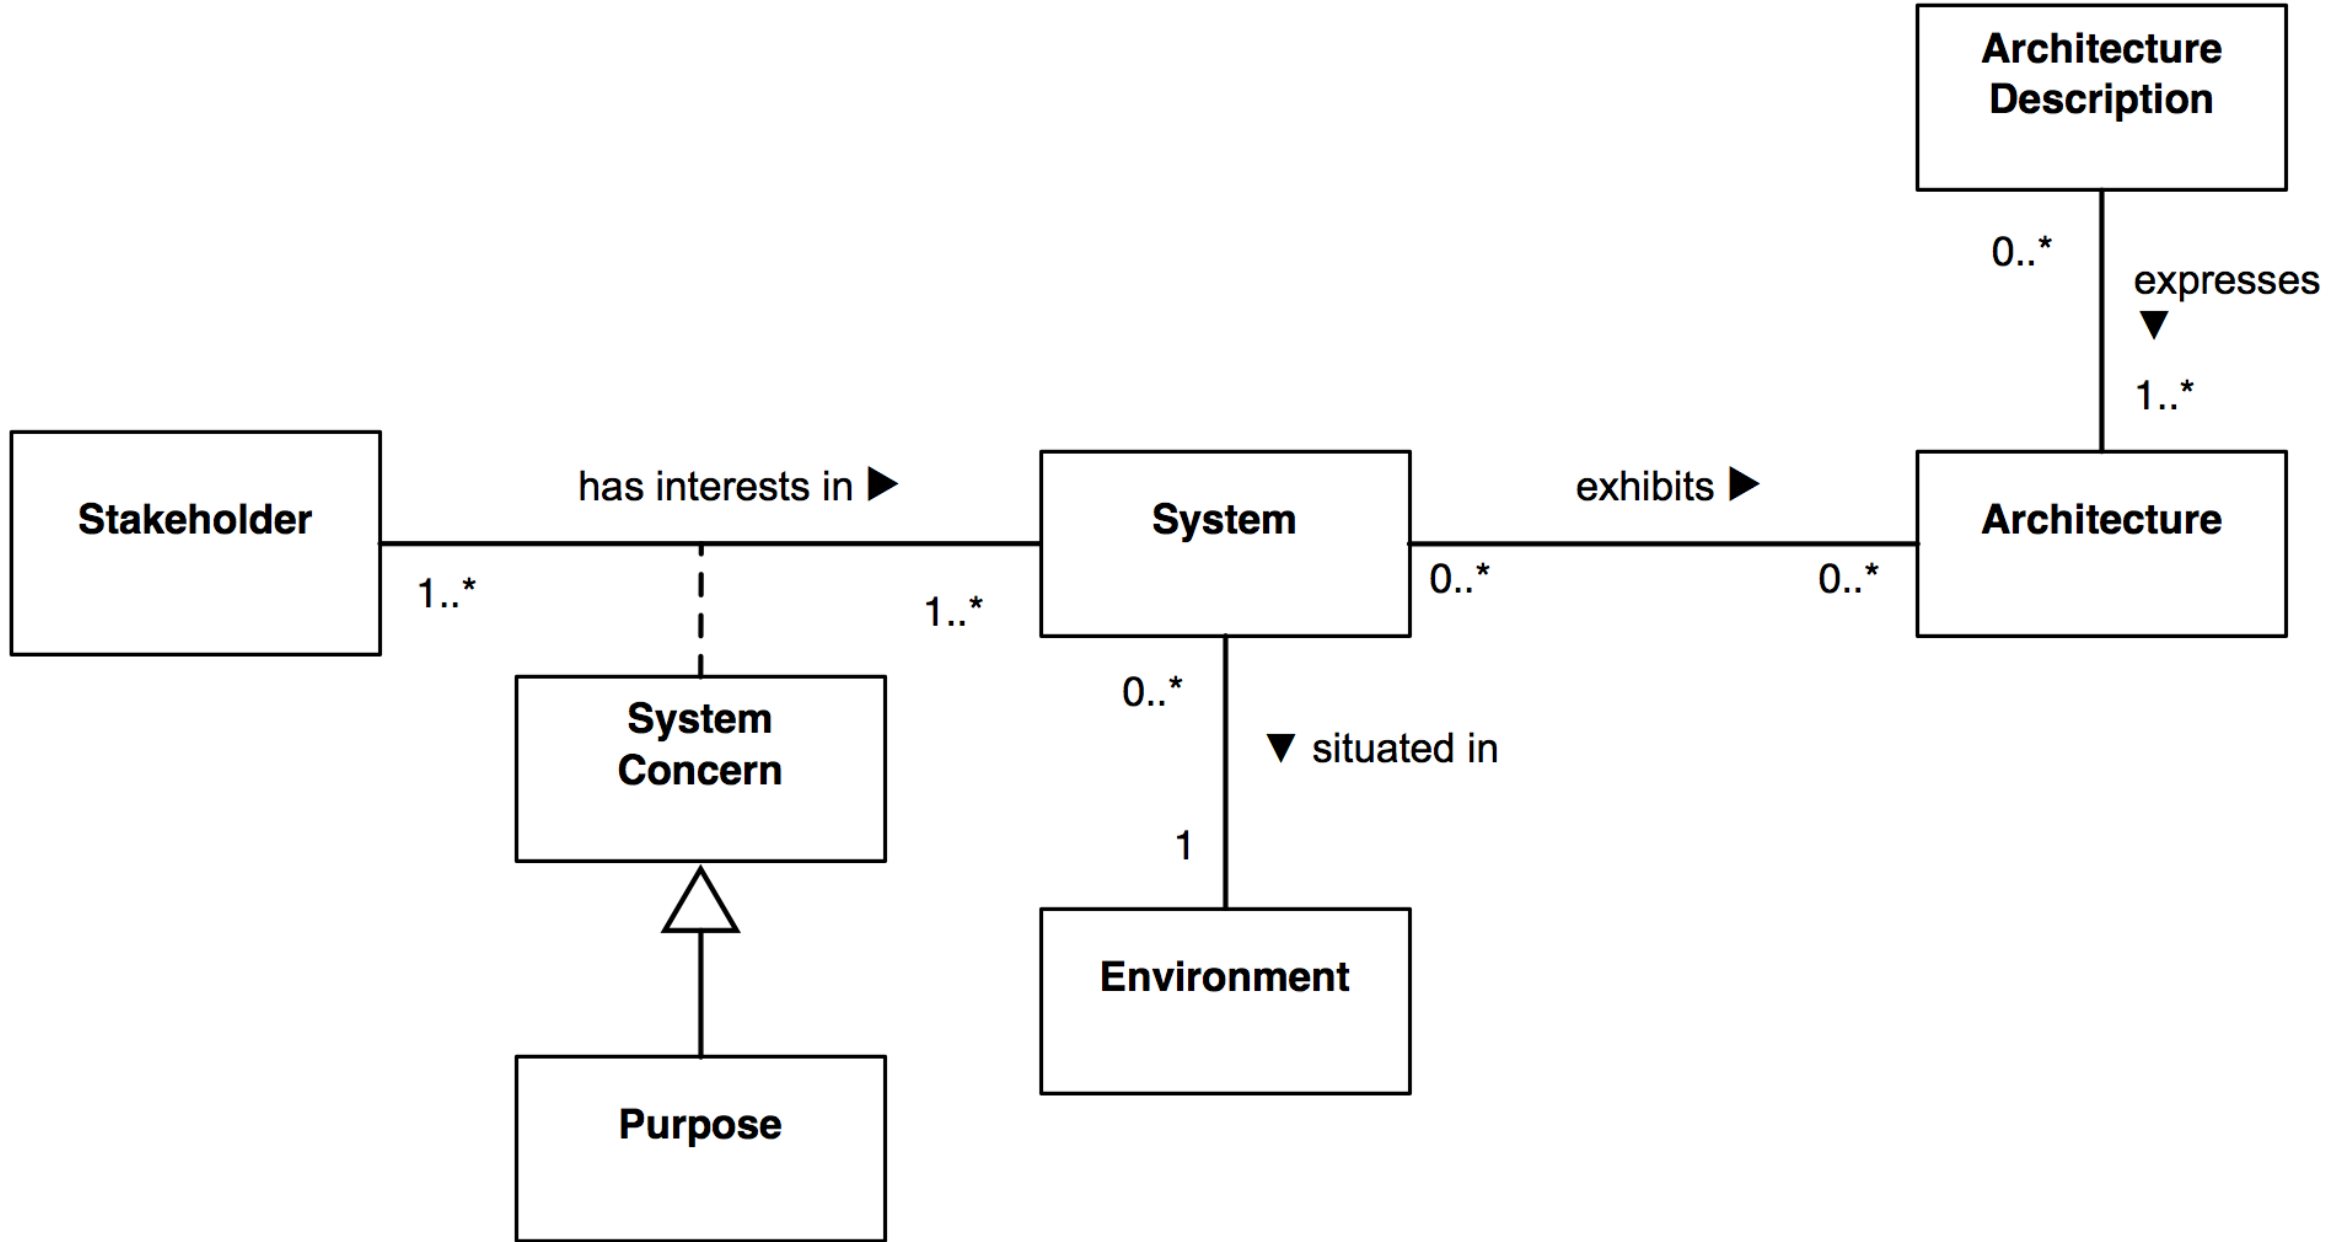 Architecture
Description
0..*
expresses
▼
1..*
Stakeholder
has interests in ▶
System
exhibits ▶
Architecture
1..*
1..*
0..*
0..*
System
Concern
0..*
▼ situated in
1
Environment
Purpose